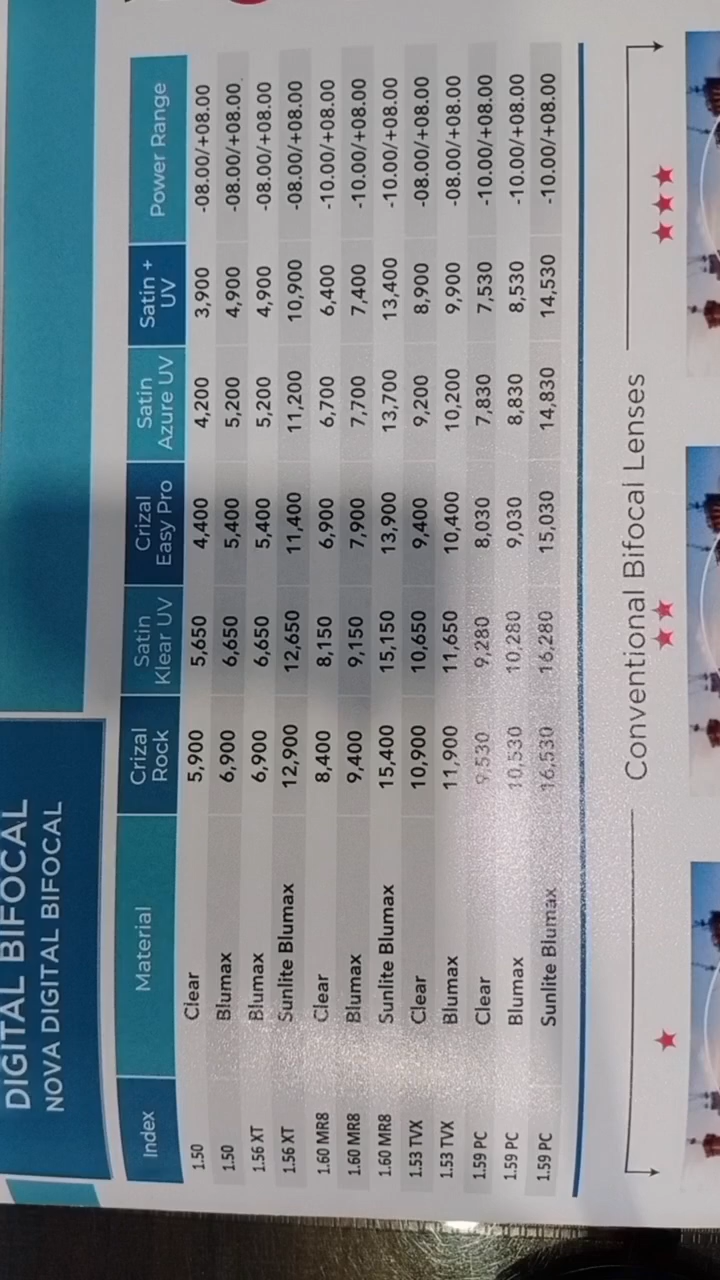 DIGITAL BIFOCAL
NOVA DIGITAL BIFOCAL
Index Material Crizal Rock Satin Klear UV Crizal Easy Pro Satin Azure UV Satin + UV Power Range
1.50 Clear 5,900 5,650 4,400 4,200 3,900 -08.00/+08.00
1.50 Blumax 6,900 6,650 5,400 5,200 4,900 -08.00/+08.00
1.56 XT Blumax 6,900 6,650 5,400 5,200 4,900 -08.00/+08.00
1.56 XT Sunlite Blumax 12,900 12,650 11,400 11,200 10,900 -08.00/+08.00
1.60 MR8 Clear 8,400 8,150 6,900 6,700 6,400 -10.00/+08.00
1.60 MR8 Blumax 9,400 9,150 7,900 7,700 7,400 -10.00/+08.00
1.60 MR8 Sunlite Blumax 15,400 15,150 13,900 13,700 13,400 -10.00/+08.00
1.53 TVX Clear 10,900 10,650 9,400 9,200 8,900 -08.00/+08.00
1.53 TVX Blumax 11,900 11,650 10,400 10,200 9,900 -08.00/+08.00
1.59 PC Clear 9,530 9,280 8,030 7,830 7,530 -10.00/+08.00
1.59 PC Blumax 10,530 10,280 9,030 8,830 8,530 -10.00/+08.00
1.59 PC Sunlite Blumax 16,530 16,280 15,030 14,830 14,530 -10.00/+08.00
Conventional Bifocal Lenses